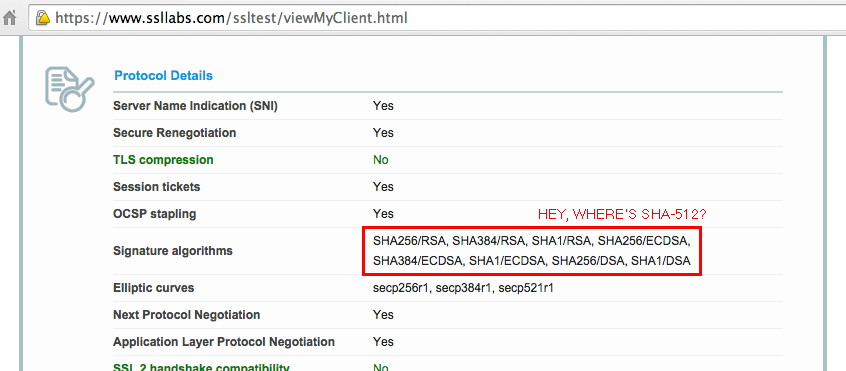 https://www.ssllabs.com/ssltest/viewMyClient.html
Protocol Details
Server Name Indication (SNI) Yes
Secure Renegotiation Yes
TLS compression No
Session tickets Yes
OCSP stapling Yes HEY, WHERE'S SHA-512?
Signature algorithms SHA256/RSA, SHA384/RSA, SHA1/RSA, SHA256/ECDSA,
SHA384/ECDSA, SHA1/ECDSA, SHA256/DSA, SHA1/DSA
Elliptic curves secp256r1, secp384r1, secp521r1
Next Protocol Negotiation Yes
Application Layer Protocol Negotiation Yes
SSL 2 handshake compatibility No